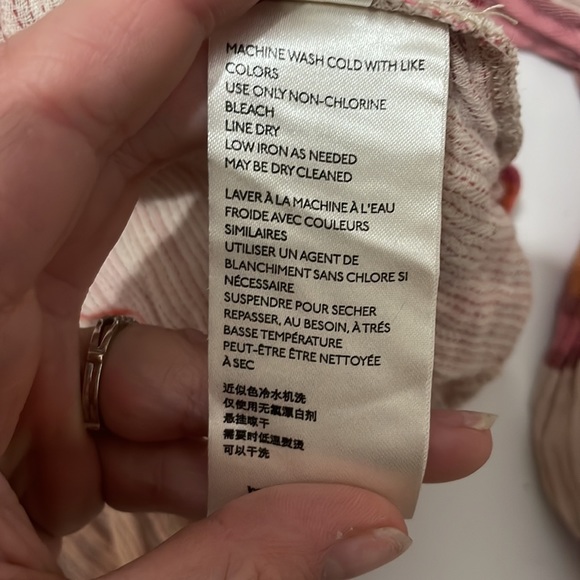 MACHINE WASH COLD WITH LIKE
COLORS
USE ONLY NON-CHLORINE
BLEACH
LINE DRY
LOW IRON AS NEEDED
MAY BE DRY CLEANED
LAVER À LA MACHINE À L'EAU
FROIDE AVEC COULEURS
SIMILAIRES
UTILISER UN AGENT DE
BLANCHIMENT SANS CHLORE SI
NÉCESSAIRE
SUSPENDRE POUR SECHER
REPASSER, AU BESOIN, À TRÉS
BASSE TEMPÉRATURE
PEUT-ÊTRE ÊTRE NETTOYÉE
À SEC
近似色冷水机洗
仅使用无氯漂白剂
悬挂晾干
需要时低温熨烫
可以干洗